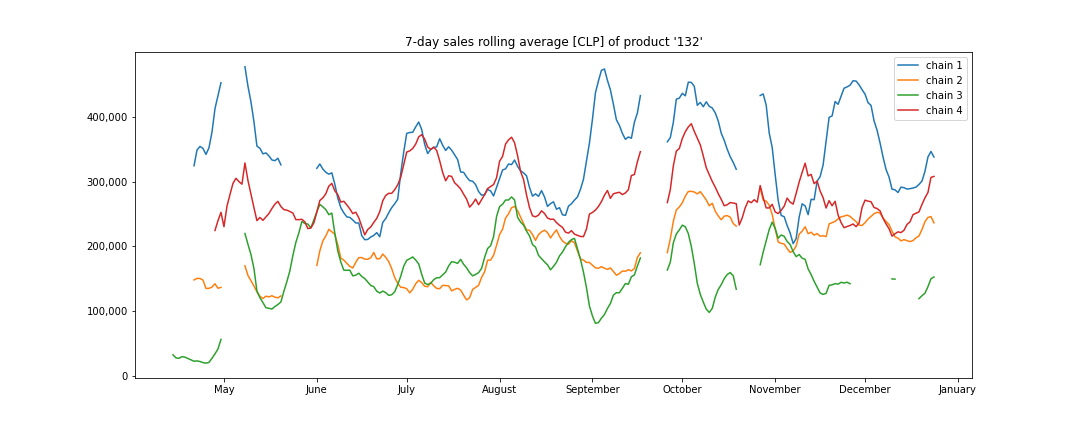 7-day sales rolling average [CLP] of product '132'
chain 1
chain 2
chain 3
chain 4
400,000
300,000
200,000
100,000
0
May June July August September October November December January